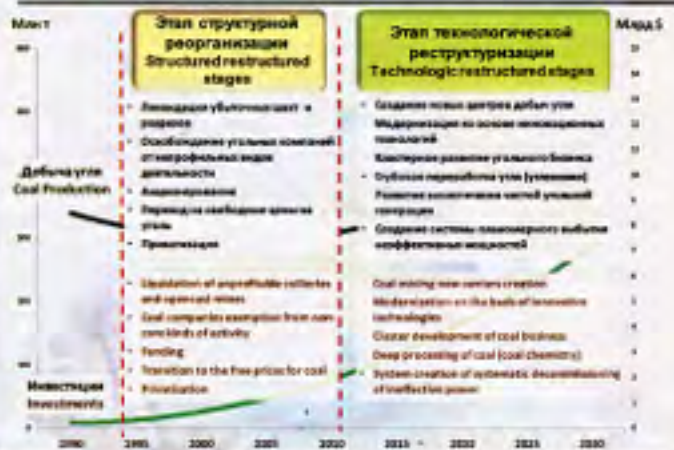 Млн т
Этап структурной
реорганизации
Structured restructured
stages
Этап технологической
реструктуризации
Technologic restructured stages
Млрд $
Ликвидация убыточных шахт и
разрезов
Освобождение угольных компаний
от непрофильных видов
деятельности
Акционирование
Переход на свободные цены на
уголь
Приватизация
Создание новых центров добычи угля
Модернизация на основе инновационных
технологий
Кластерное развитие угольного бизнеса
Глубокая переработка угля (углехимия)
Развитие экологически чистой угольной
генерации
Создание системы планомерного выбытия
неэффективных мощностей
Добыча угля
Coal Production
Liquidation of unprofitable collieries
and open cast mines
Coal companies exemption from non-
core kinds of activity
Funding
Transition to the free prices for coal
Privatization
Coal mining new centers creation
Modernization on the basis of innovative
technologies
Cluster development of coal business
Deep processing of coal (coal chemistry)
System creation of systematic decommissioning
of ineffective power
Инвестиции
Investments
1990 1995 2000 2005 2010 2015 2020 2025 2030